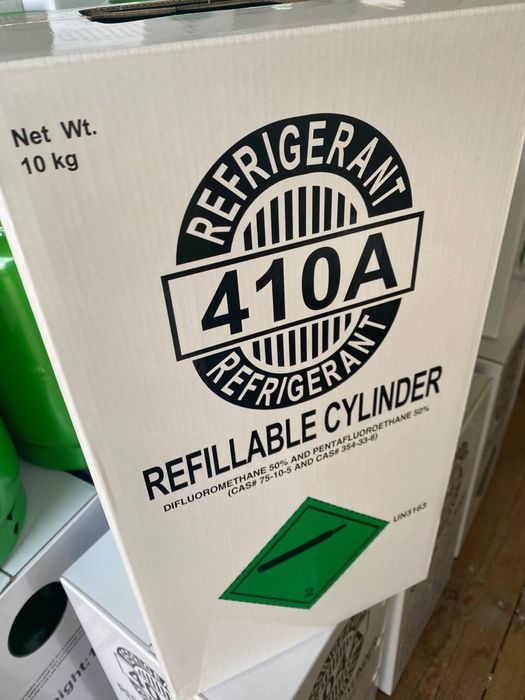 Net Wt.
10 kg
REFRIGERANT
410A
REFRIGERANT
REFILLABLE CYLINDER
DIFLUOROMETHANE 50% AND PENTAFLUOROETHANE 50%
(CAS# 75-10-5 AND CAS# 354-33-6)
UN3163
2